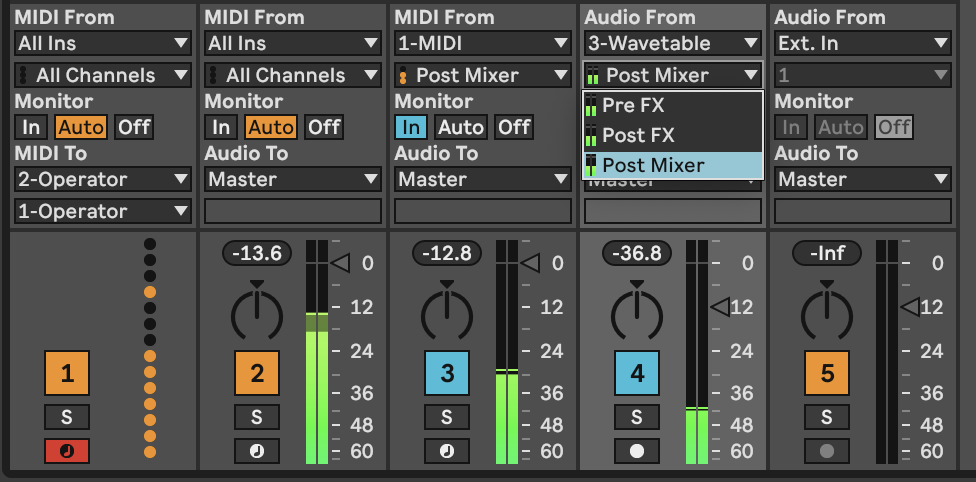 MIDI From
All Ins
All Channels
Monitor
In Auto Off
MIDI To
2-Operator
1-Operator
1
S
MIDI From
All Ins
All Channels
Monitor
In Auto Off
Audio To
Master
-13.6
0
12
24
36
48
60
2
S
MIDI From
1-MIDI
Post Mixer
Monitor
In Auto Off
Audio To
Master
-12.8
0
12
24
36
48
60
3
S
Audio From
3-Wavetable
Post Mixer
Pre FX
Post FX
Post Mixer
Master
-36.8
0
12
24
36
48
60
4
S
Audio From
Ext. In
1
Monitor
In Auto Off
Audio To
Master
-Inf
0
12
24
36
48
60
5
S